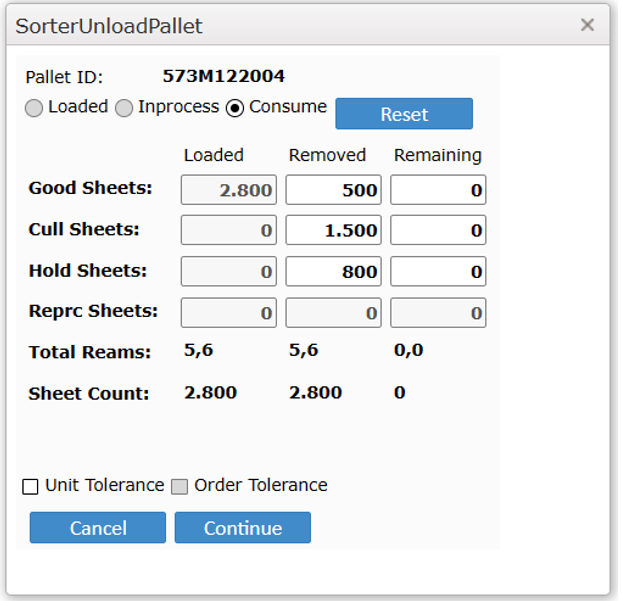 SorterUnloadPallet
Pallet ID: 573M122004
Loaded Inprocess Consume Reset
Loaded Removed Remaining
Good Sheets: 2.800 500 0
Cull Sheets: 0 1.500 0
Hold Sheets: 0 800 0
Reprc Sheets: 0 0 0
Total Reams: 5,6 5,6 0,0
Sheet Count: 2.800 2.800 0
Unit Tolerance Order Tolerance
Cancel Continue